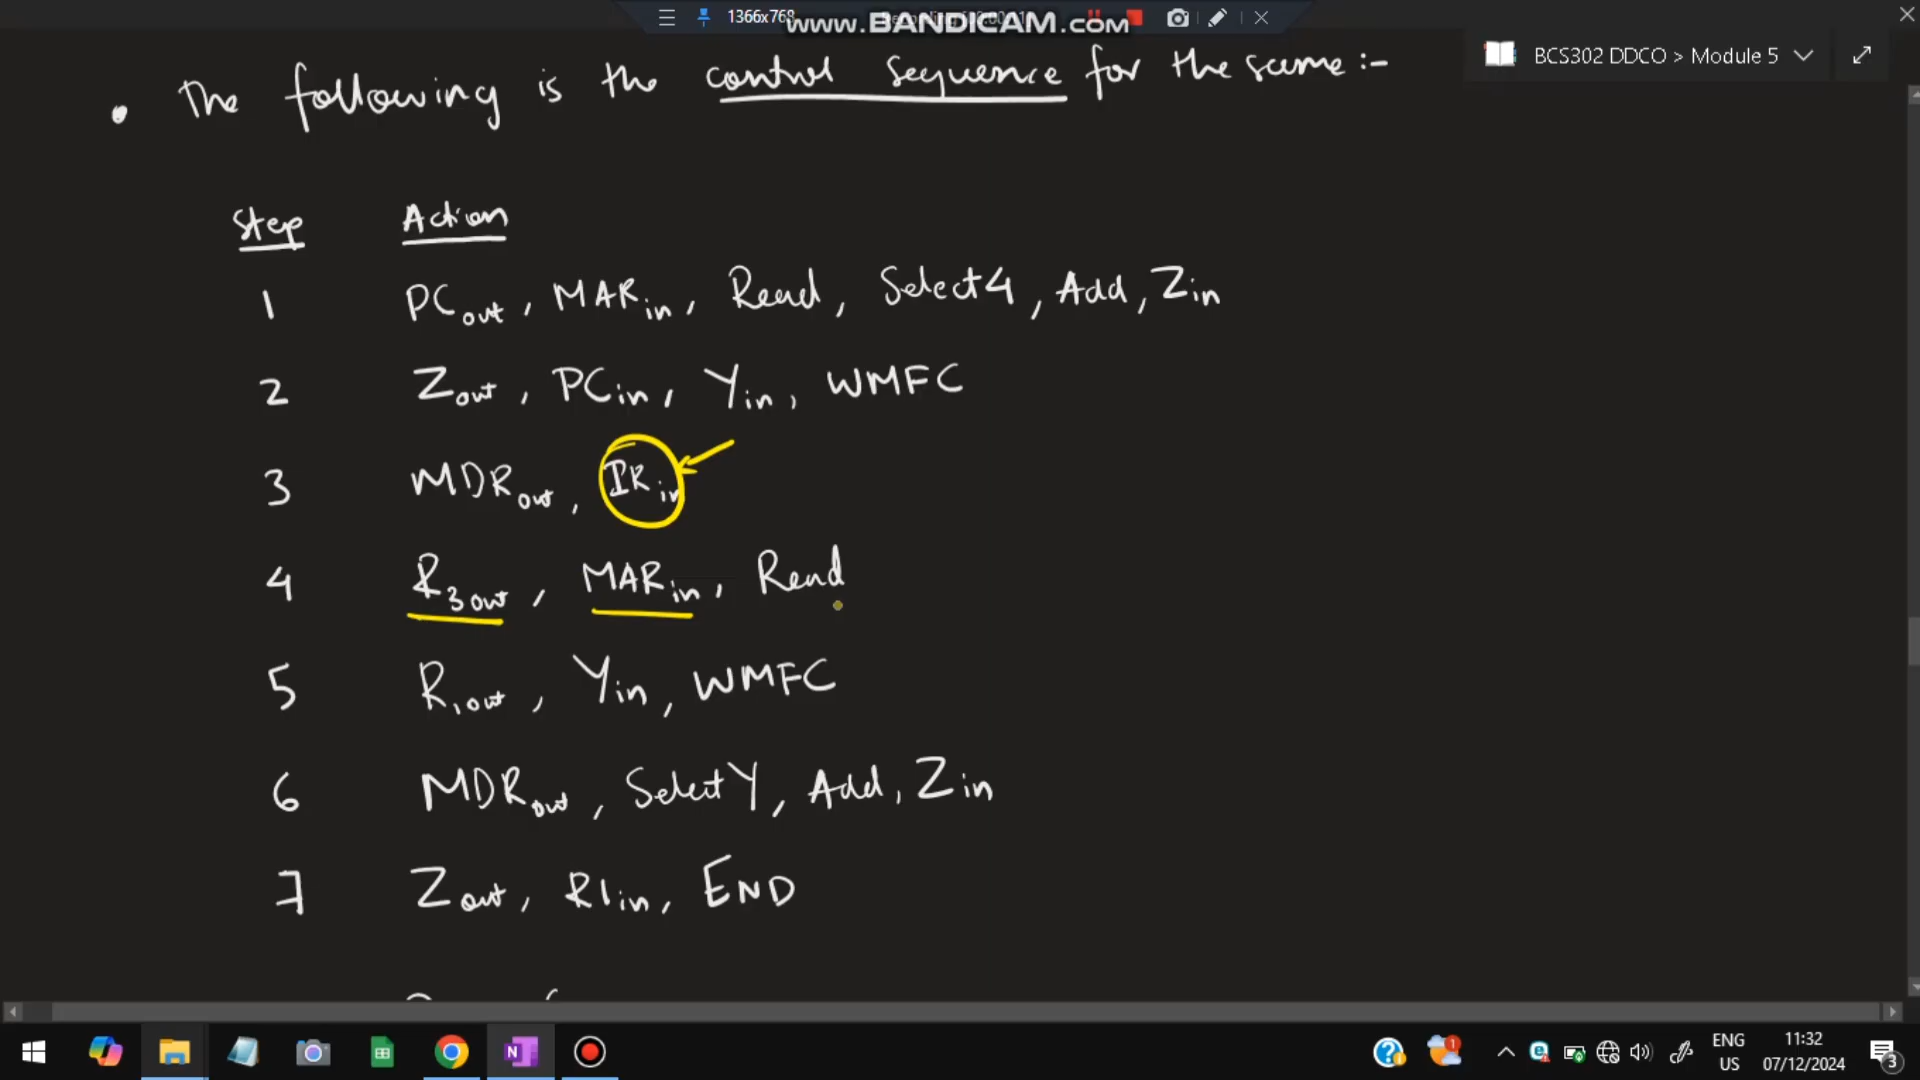 1366x768
www.BANDICAM.com
BCS302 DDCO > Module 5
• The following is the control sequence for the same :-
Step Action
1 PCout, MARin, Read, Select4, Add, Zin
2 Zout, PCin, Yin, WMFC
3 MDRout, IRin
4 R3out, MARin, Read
5 R1out, Yin, WMFC
6 MDRout, SelectY, Add, Zin
7 Zout, R1in, END
ENG
US
11:32
07/12/2024
3